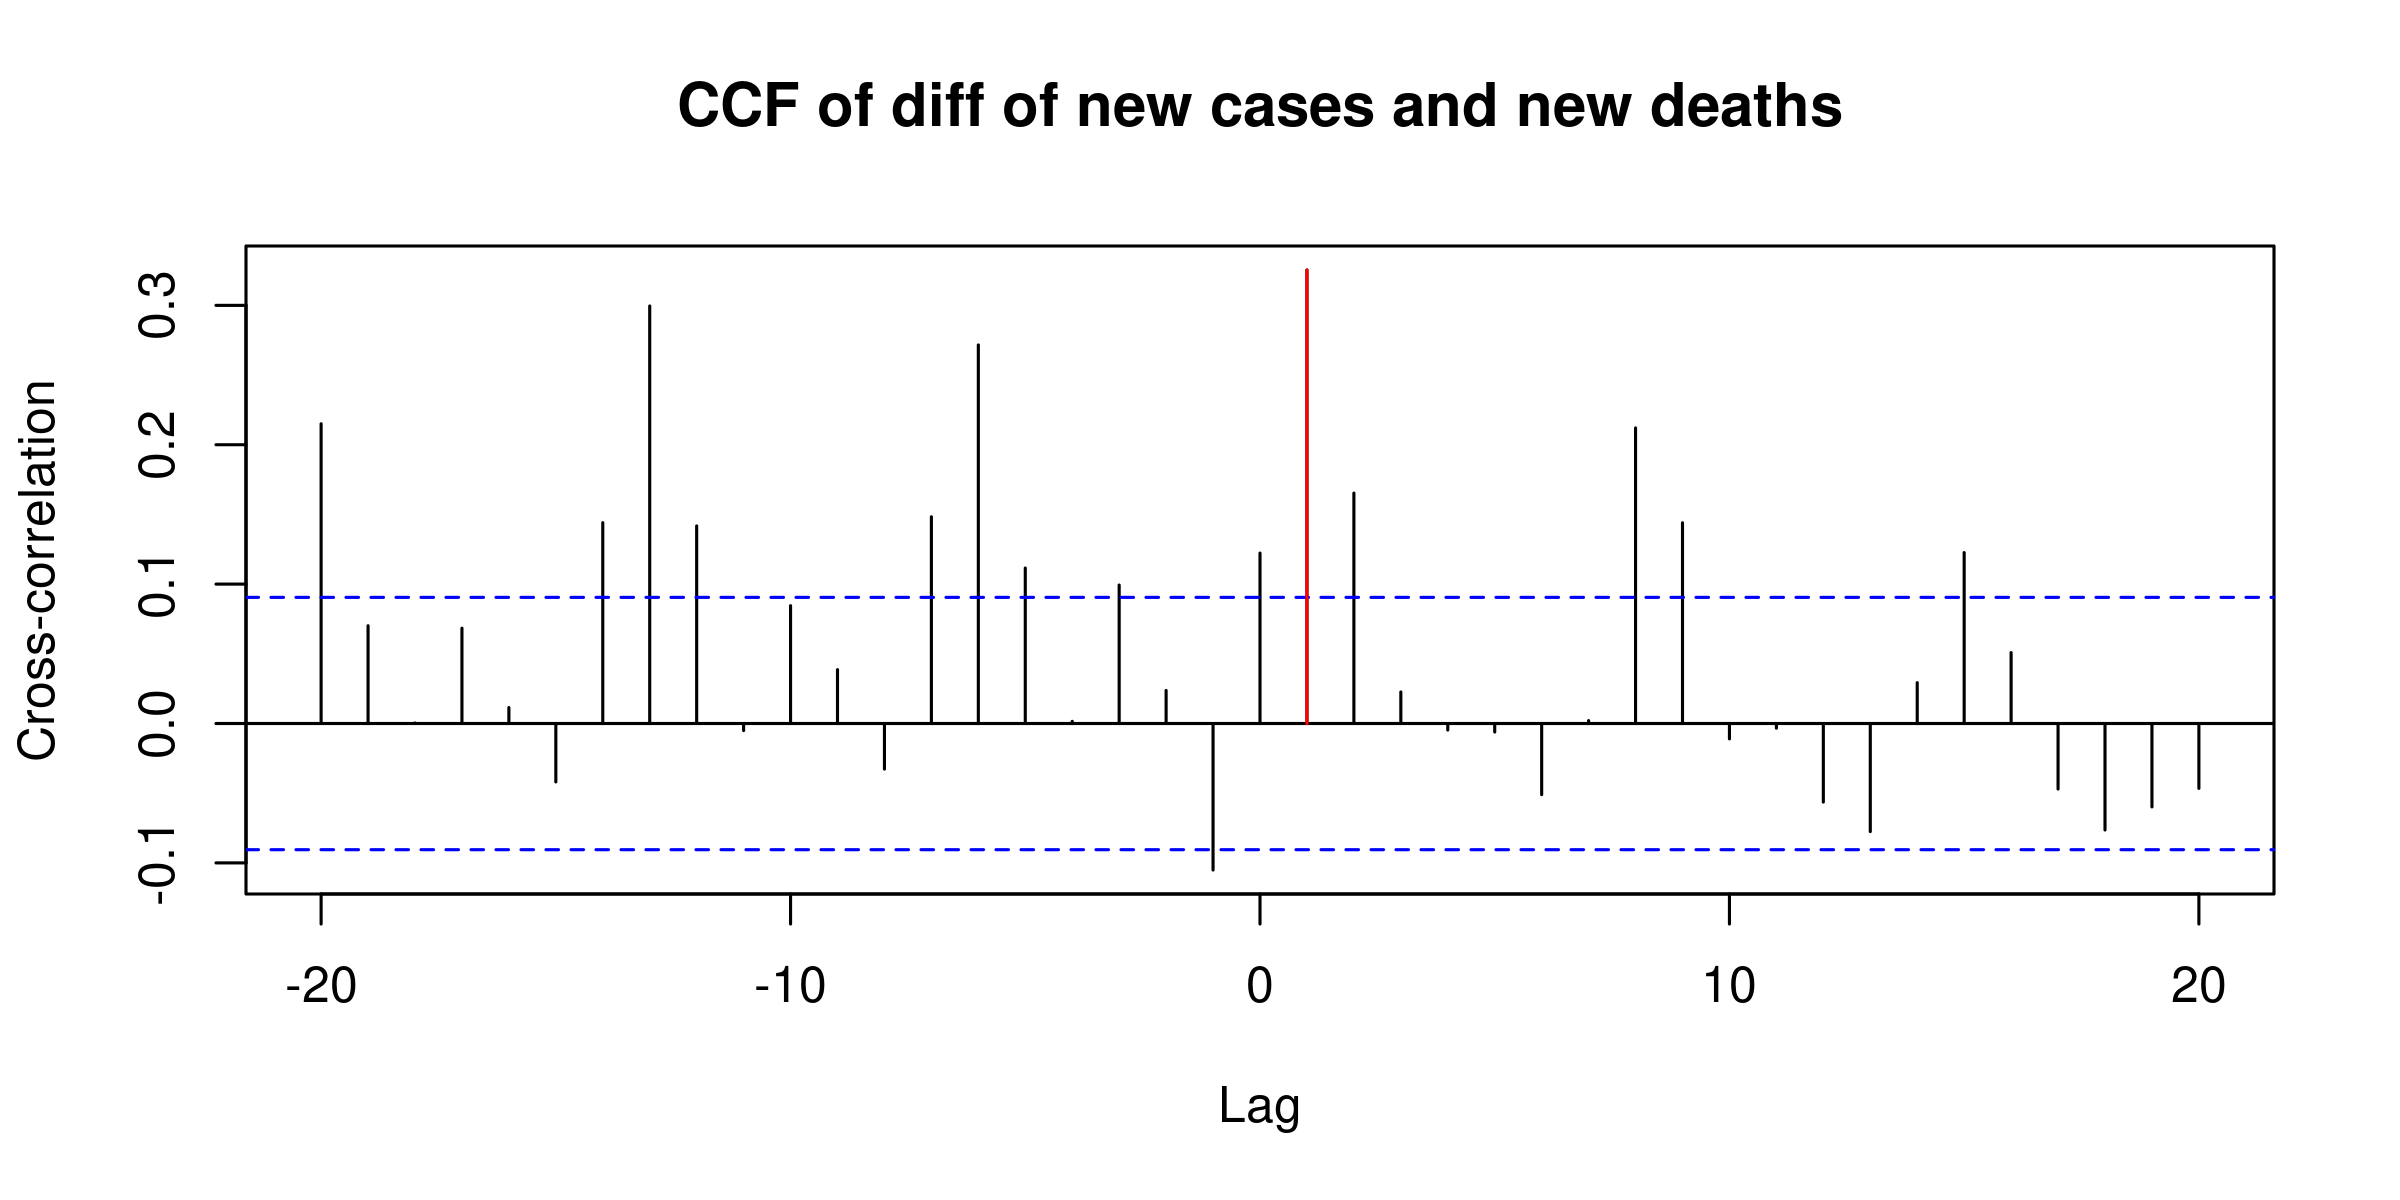 CCF of diff of new cases and new deaths
Cross-correlation
0.3
0.2
0.1
0.0
-0.1
-20 -10 0 10 20
Lag